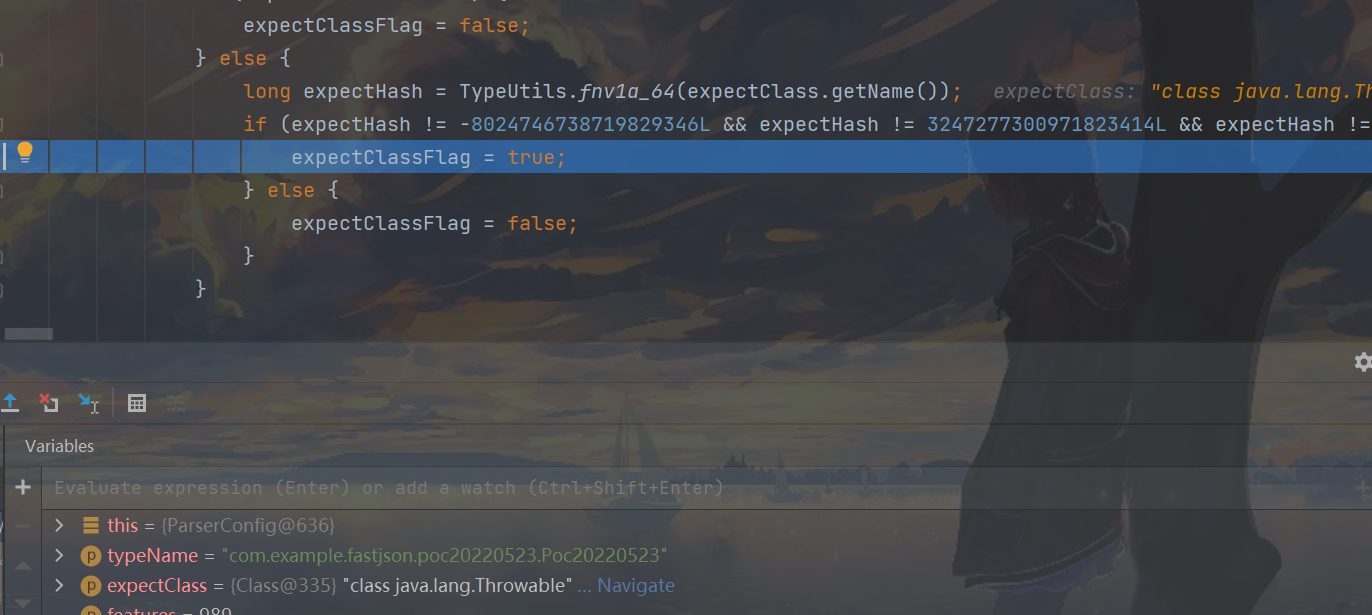 expectClassFlag = false;
} else {
long expectHash = TypeUtils.fnv1a_64(expectClass.getName()); expectClass: "class java.lang.Th
if (expectHash != -8024746738719829346L && expectHash != 3247277300971823414L && expectHash !=
expectClassFlag = true;
} else {
expectClassFlag = false;
}
}
Variables
Evaluate expression (Enter) or add a watch (Ctrl+Shift+Enter)
this = {ParserConfig@636}
typeName = "com.example.fastjson.poc20220523.Poc20220523"
expectClass = {Class@335} "class java.lang.Throwable" ... Navigate
features = 989